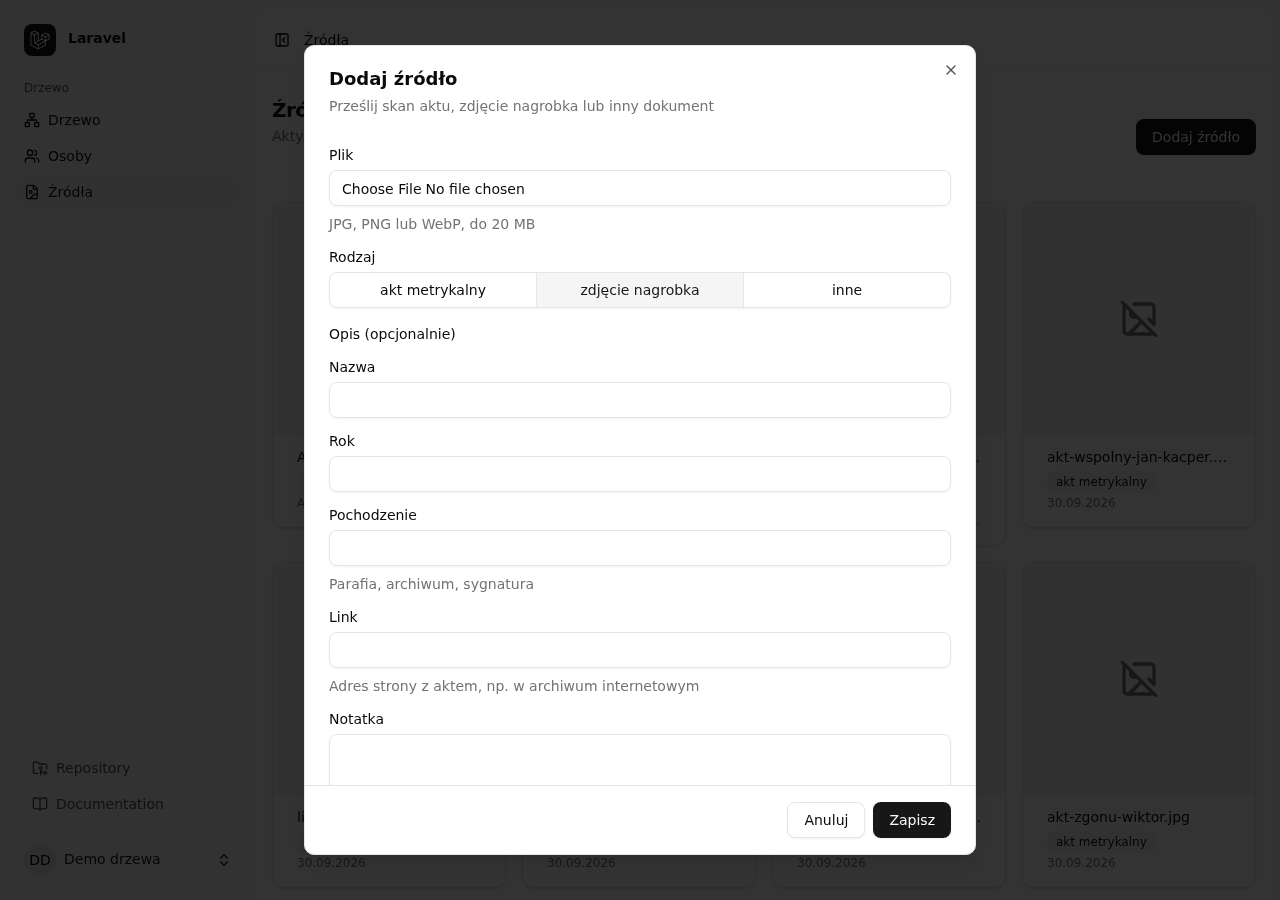 Laravel
Źródła
Drzewo
Drzewo
Osoby
Źródła
Dodaj źródło
Dodaj źródło
Prześlij skan aktu, zdjęcie nagrobka lub inny dokument
Plik
Choose File No file chosen
JPG, PNG lub WebP, do 20 MB
Rodzaj
akt metrykalny
zdjęcie nagrobka
inne
Opis (opcjonalnie)
Nazwa
Rok
Pochodzenie
Parafia, archiwum, sygnatura
Link
Adres strony z aktem, np. w archiwum internetowym
Notatka
Anuluj
Zapisz
akt-wspolny-jan-kacper....
akt metrykalny
30.09.2026
akt-zgonu-wiktor.jpg
akt metrykalny
30.09.2026
30.09.2026
30.09.2026
30.09.2026
Repository
Documentation
DD
Demo drzewa